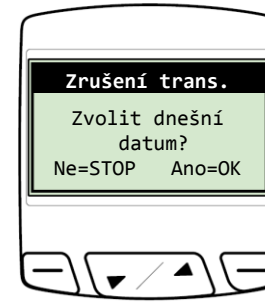 Zrušení trans.
Zvolit dnešní
datum?
Ne=STOP Ano=OK